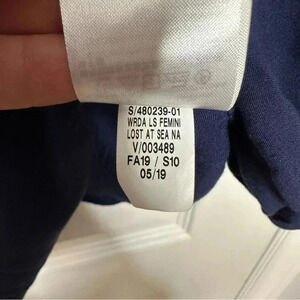 S/480239-01
WRDA LS FEMINI
LOST AT SEA NA
V/003489
FA19 / S10
05/19